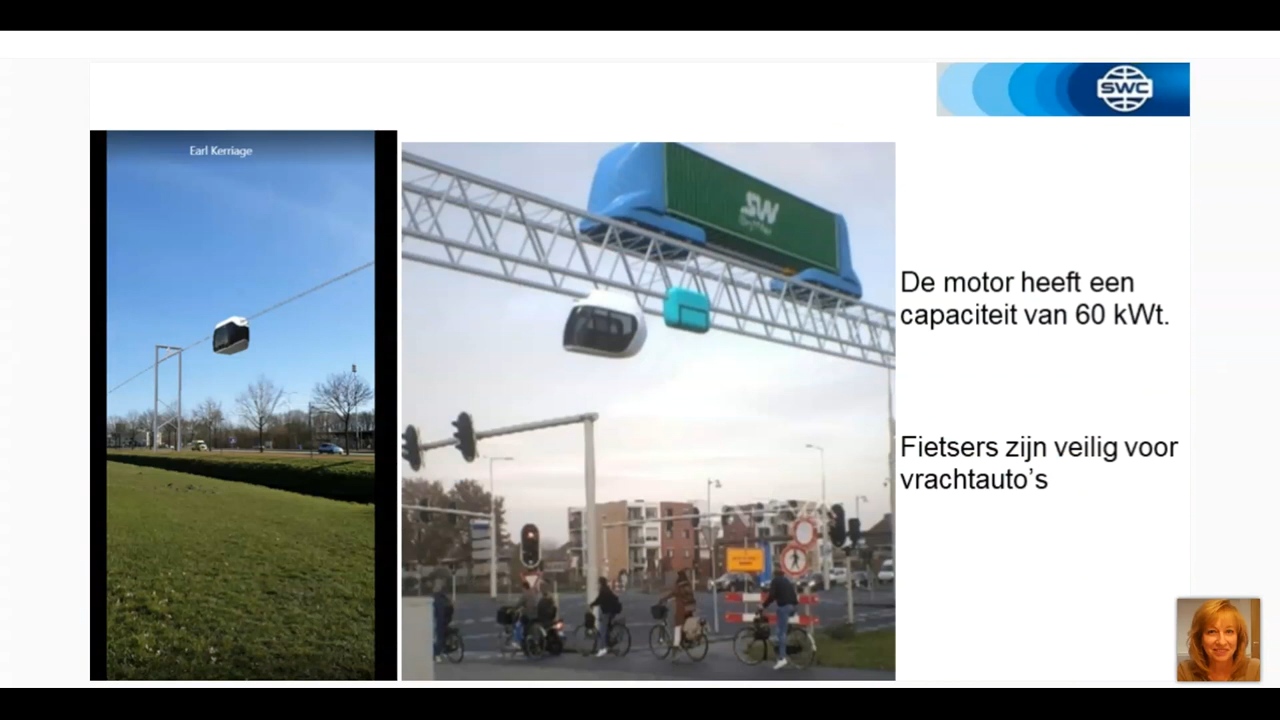 SWC
Earl Kerriage
SW
De motor heeft een
capaciteit van 60 kWt.
Fietsers zijn veilig voor
vrachtauto's